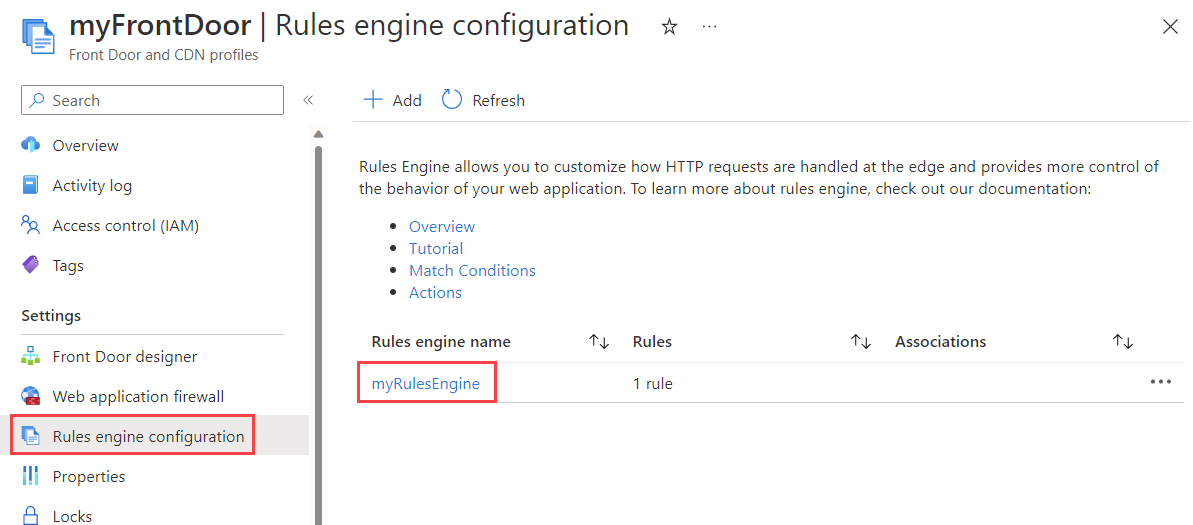 myFrontDoor | Rules engine configuration
Front Door and CDN profiles
Search
Overview
Activity log
Access control (IAM)
Tags
Settings
Front Door designer
Web application firewall
Rules engine configuration
Properties
Locks
Add Refresh
Rules Engine allows you to customize how HTTP requests are handled at the edge and provides more control of
the behavior of your web application. To learn more about rules engine, check out our documentation:
Overview
Tutorial
Match Conditions
Actions
Rules engine name Rules Associations
myRulesEngine 1 rule